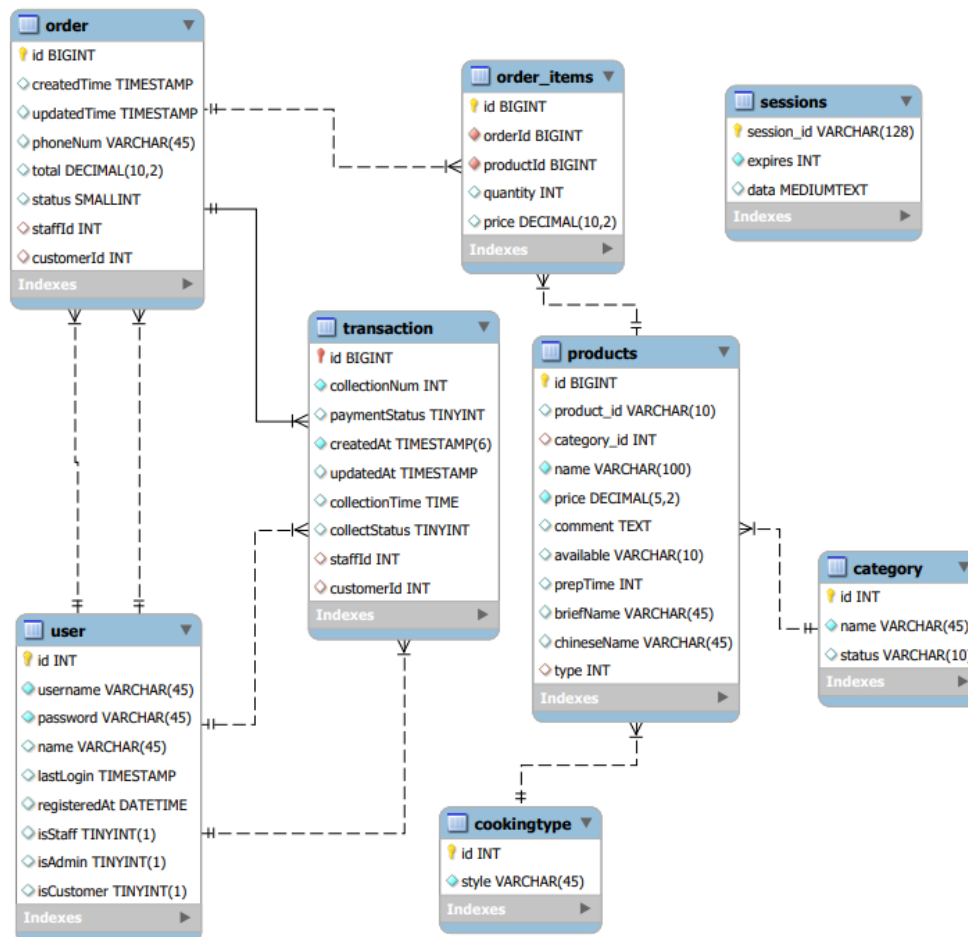 order
id BIGINT
createdTime TIMESTAMP
updatedTime TIMESTAMP
phoneNum VARCHAR(45)
total DECIMAL(10,2)
status SMALLINT
staffId INT
customerId INT
Indexes
order_items
id BIGINT
orderId BIGINT
productId BIGINT
quantity INT
price DECIMAL(10,2)
Indexes
sessions
session_id VARCHAR(128)
expires INT
data MEDIUMTEXT
Indexes
transaction
id BIGINT
collectionNum INT
paymentStatus TINYINT
createdAt TIMESTAMP(6)
updatedAt TIMESTAMP
collectionTime TIME
collectStatus TINYINT
staffId INT
customerId INT
Indexes
products
id BIGINT
product_id VARCHAR(10)
category_id INT
name VARCHAR(100)
price DECIMAL(5,2)
comment TEXT
available VARCHAR(10)
prepTime INT
briefName VARCHAR(45)
chineseName VARCHAR(45)
type INT
Indexes
category
id INT
name VARCHAR(45)
status VARCHAR(10)
Indexes
user
id INT
username VARCHAR(45)
password VARCHAR(45)
name VARCHAR(45)
lastLogin TIMESTAMP
registeredAt DATETIME
isStaff TINYINT(1)
isAdmin TINYINT(1)
isCustomer TINYINT(1)
Indexes
cookingtype
id INT
style VARCHAR(45)
Indexes